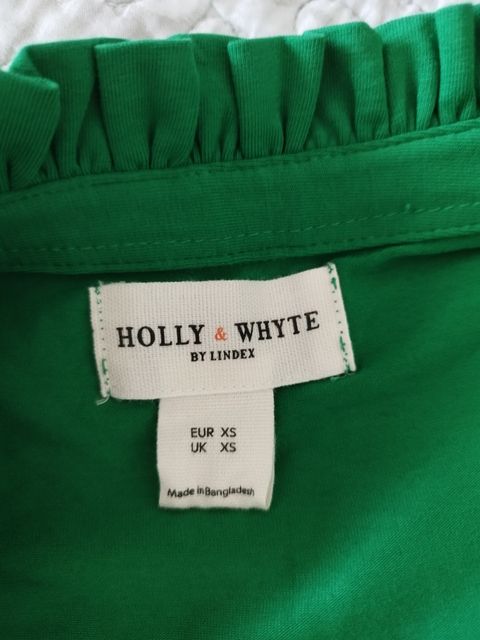 HOLLY & WHYTE
BY LINDEX
EUR XS
UK XS
Made in Bangladesh